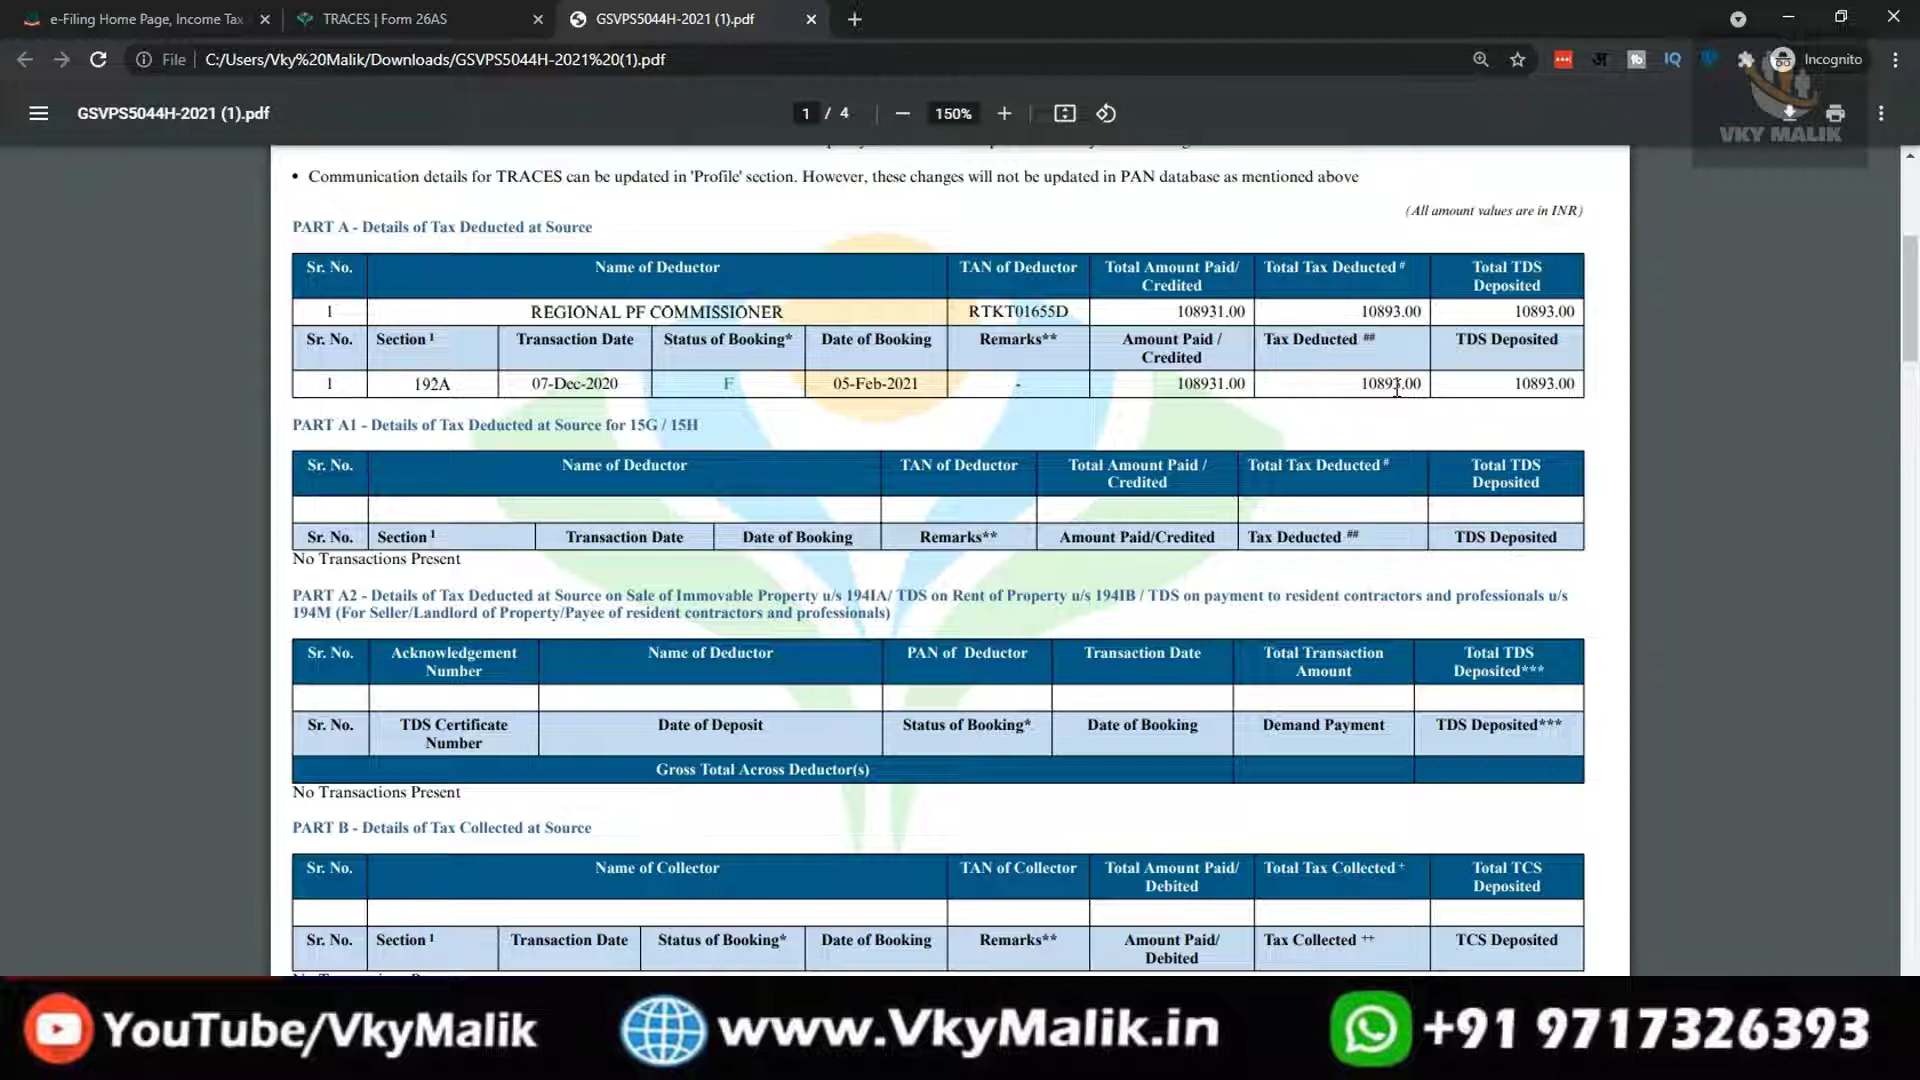 e-Filing Home Page, Income Tax
TRACES | Form 26AS
GSVPS5044H-2021 (1).pdf
File C:/Users/Vky%20Malik/Downloads/GSVPS5044H-2021%20(1).pdf
IQ
Incognito
GSVPS5044H-2021 (1).pdf
1 / 4
150%
VKY MALIK
• Communication details for TRACES can be updated in 'Profile' section. However, these changes will not be updated in PAN database as mentioned above
(All amount values are in INR)
PART A - Details of Tax Deducted at Source
Sr. No. Name of Deductor TAN of Deductor Total Amount Paid/ Credited Total Tax Deducted # Total TDS Deposited
1 REGIONAL PF COMMISSIONER RTKT01655D 108931.00 10893.00 10893.00
Sr. No. Section 1 Transaction Date Status of Booking* Date of Booking Remarks** Amount Paid / Credited Tax Deducted ## TDS Deposited
1 192A 07-Dec-2020 F 05-Feb-2021 - 108931.00 10893.00 10893.00
PART A1 - Details of Tax Deducted at Source for 15G / 15H
Sr. No. Name of Deductor TAN of Deductor Total Amount Paid / Credited Total Tax Deducted # Total TDS Deposited
Sr. No. Section 1 Transaction Date Date of Booking Remarks** Amount Paid/Credited Tax Deducted ## TDS Deposited
No Transactions Present
PART A2 - Details of Tax Deducted at Source on Sale of Immovable Property u/s 194IA/ TDS on Rent of Property u/s 194IB / TDS on payment to resident contractors and professionals u/s
194M (For Seller/Landlord of Property/Payee of resident contractors and professionals)
Sr. No. Acknowledgement Number Name of Deductor PAN of Deductor Transaction Date Total Transaction Amount Total TDS Deposited***
Sr. No. TDS Certificate Number Date of Deposit Status of Booking* Date of Booking Demand Payment TDS Deposited***
Gross Total Across Deductor(s)
No Transactions Present
PART B - Details of Tax Collected at Source
Sr. No. Name of Collector TAN of Collector Total Amount Paid/ Debited Total Tax Collected + Total TCS Deposited
Sr. No. Section 1 Transaction Date Status of Booking* Date of Booking Remarks** Amount Paid/ Debited Tax Collected ++ TCS Deposited
YouTube/VkyMalik
www.VkyMalik.in
+91 9717326393